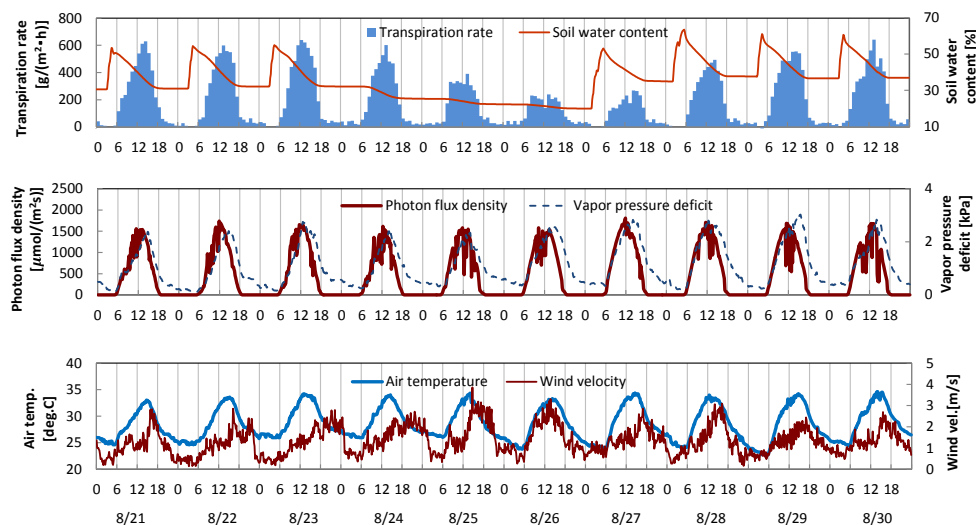 Transpiration rate
[g/(m²•h)]
800
600
400
200
0
Transpiration rate
Soil water content
70
50
30
10
Soil water
content [%]
0 6 12 18 0 6 12 18 0 6 12 18 0 6 12 18 0 6 12 18 0 6 12 18 0 6 12 18 0 6 12 18 0 6 12 18 0 6 12 18
Photon flux density
[μmol/(m²s)]
2500
2000
1500
1000
500
0
Photon flux density
Vapor pressure deficit
4
2
0
Vapor pressure
deficit [kPa]
0 6 12 18 0 6 12 18 0 6 12 18 0 6 12 18 0 6 12 18 0 6 12 18 0 6 12 18 0 6 12 18 0 6 12 18 0 6 12 18
Air temp.
[deg.C]
40
35
30
25
20
Air temperature
Wind velocity
5
4
3
2
1
0
Wind vel.[m/s]
0 6 12 18 0 6 12 18 0 6 12 18 0 6 12 18 0 6 12 18 0 6 12 18 0 6 12 18 0 6 12 18 0 6 12 18 0 6 12 18
8/21 8/22 8/23 8/24 8/25 8/26 8/27 8/28 8/29 8/30